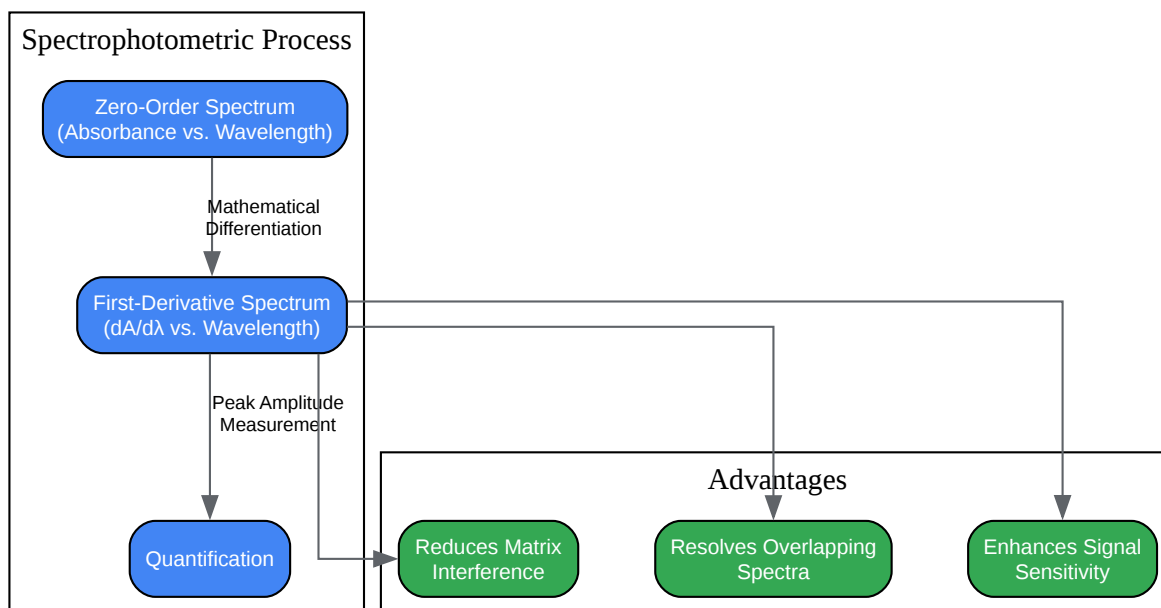 Spectrophotometric Process
Zero-Order Spectrum
(Absorbance vs. Wavelength)
Mathematical
Differentiation
First-Derivative Spectrum
(dA/dλ vs. Wavelength)
Peak Amplitude
Measurement
Quantification
Advantages
Reduces Matrix
Interference
Resolves Overlapping
Spectra
Enhances Signal
Sensitivity